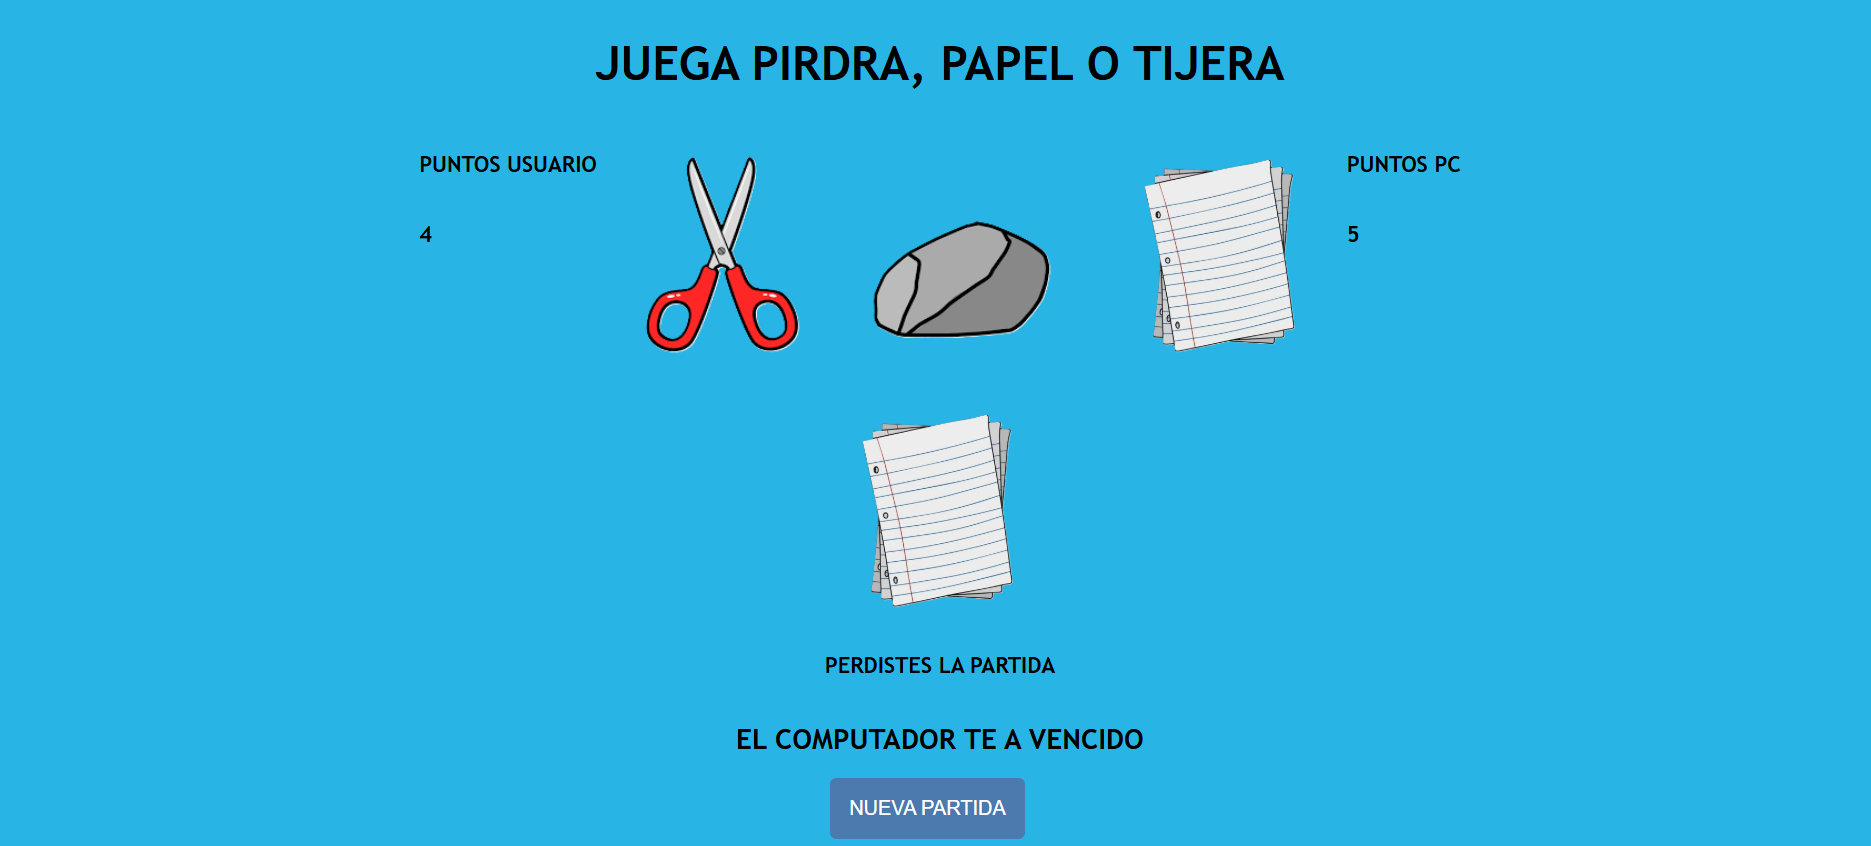 JUEGA PIRDRA, PAPEL O TIJERA
PUNTOS USUARIO
4
PUNTOS PC
5
PERDISTES LA PARTIDA
EL COMPUTADOR TE A VENCIDO
NUEVA PARTIDA